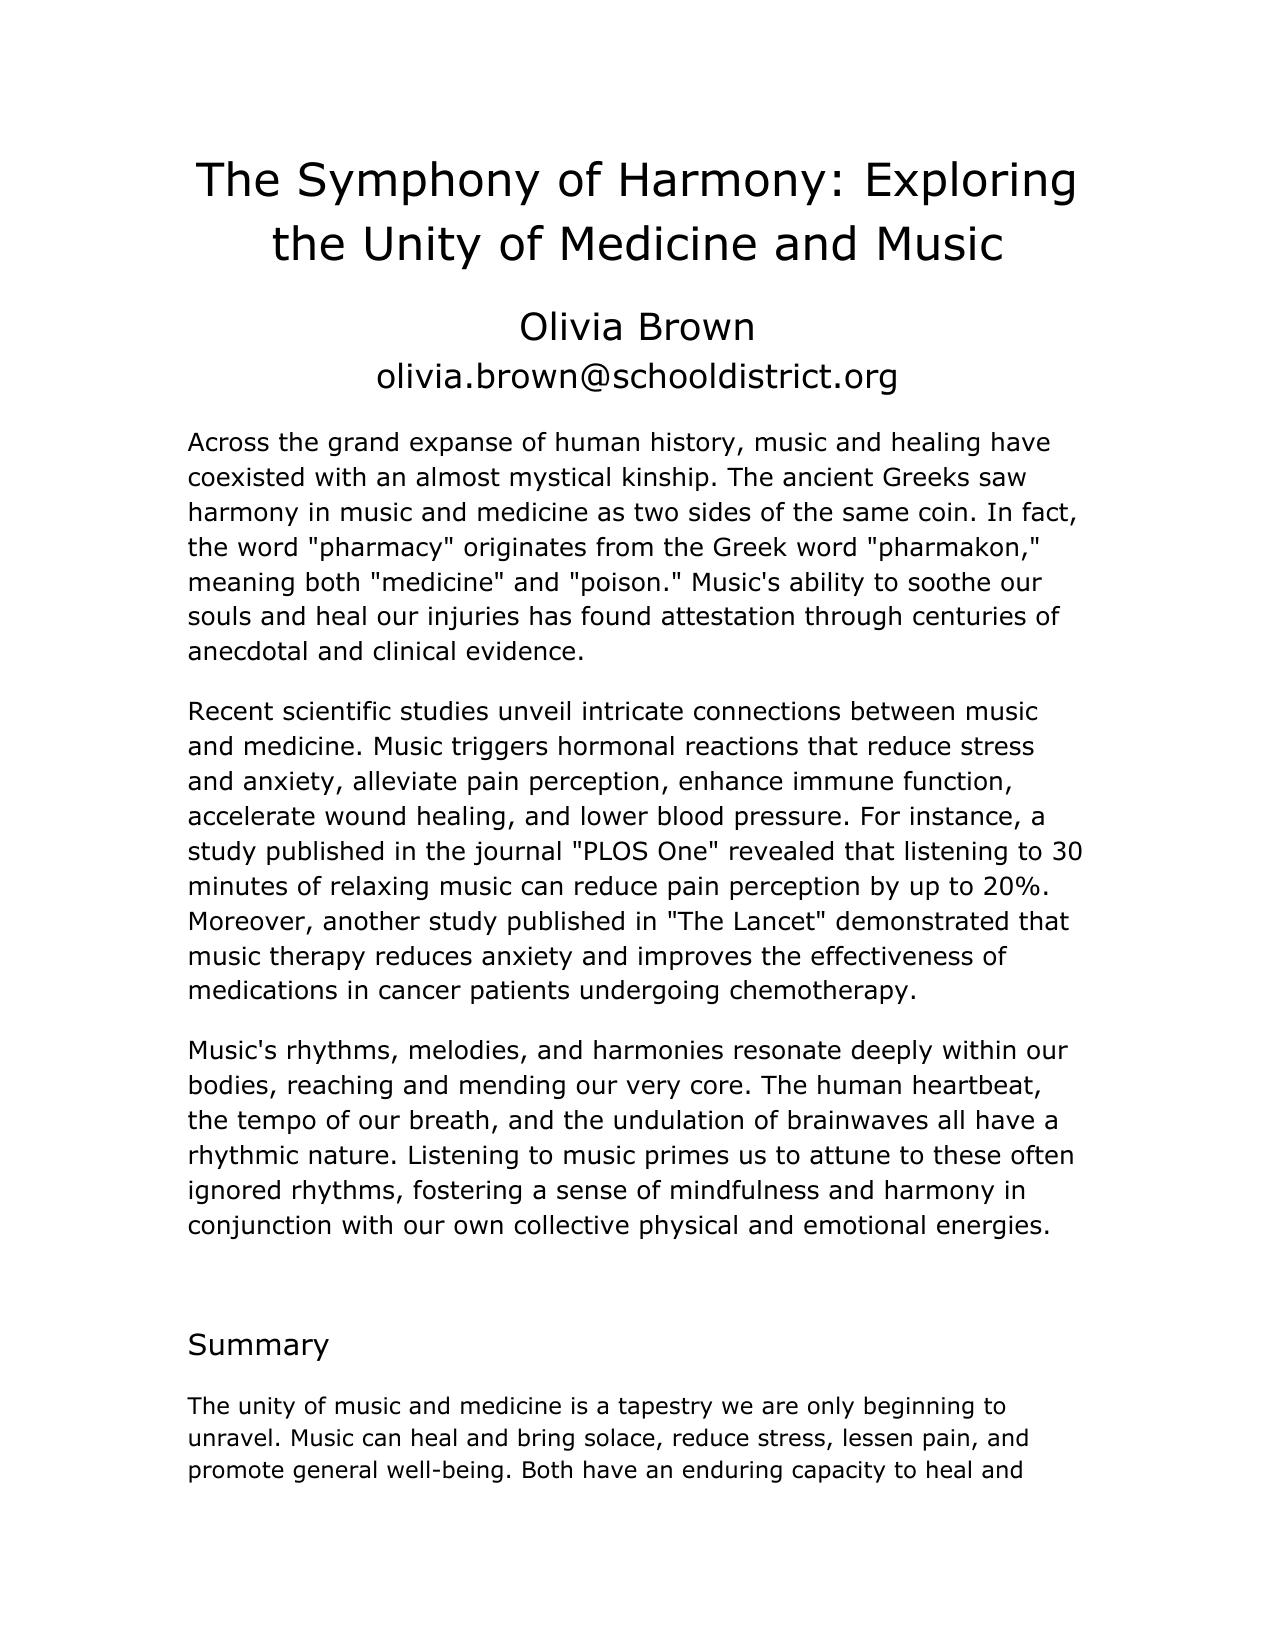 The Symphony of Harmony: Exploring
the Unity of Medicine and Music
Olivia Brown
olivia.brown@schooldistrict.org
Across the grand expanse of human history, music and healing have
coexisted with an almost mystical kinship. The ancient Greeks saw
harmony in music and medicine as two sides of the same coin. In fact,
the word "pharmacy" originates from the Greek word "pharmakon,"
meaning both "medicine" and "poison." Music's ability to soothe our
souls and heal our injuries has found attestation through centuries of
anecdotal and clinical evidence.
Recent scientific studies unveil intricate connections between music
and medicine. Music triggers hormonal reactions that reduce stress
and anxiety, alleviate pain perception, enhance immune function,
accelerate wound healing, and lower blood pressure. For instance, a
study published in the journal "PLOS One" revealed that listening to 30
minutes of relaxing music can reduce pain perception by up to 20%.
Moreover, another study published in "The Lancet" demonstrated that
music therapy reduces anxiety and improves the effectiveness of
medications in cancer patients undergoing chemotherapy.
Music's rhythms, melodies, and harmonies resonate deeply within our
bodies, reaching and mending our very core. The human heartbeat,
the tempo of our breath, and the undulation of brainwaves all have a
rhythmic nature. Listening to music primes us to attune to these often
ignored rhythms, fostering a sense of mindfulness and harmony in
conjunction with our own collective physical and emotional energies.
Summary
The unity of music and medicine is a tapestry we are only beginning to
unravel. Music can heal and bring solace, reduce stress, lessen pain, and
promote general well-being. Both have an enduring capacity to heal and